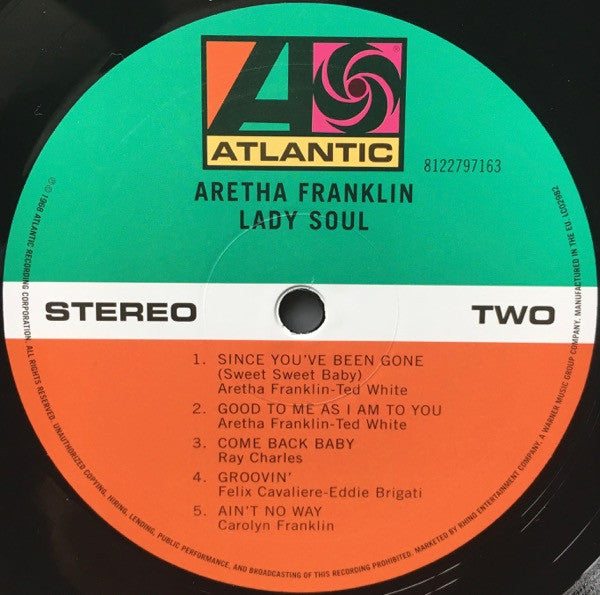 ATLANTIC
®
8122797163
ARETHA FRANKLIN
LADY SOUL
STEREO
TWO
1. SINCE YOU'VE BEEN GONE
(Sweet Sweet Baby)
Aretha Franklin-Ted White
2. GOOD TO ME AS I AM TO YOU
Aretha Franklin-Ted White
3. COME BACK BABY
Ray Charles
4. GROOVIN'
Felix Cavaliere-Eddie Brigati
5. AIN'T NO WAY
Carolyn Franklin
℗ © 1968 ATLANTIC RECORDING CORPORATION. ALL RIGHTS RESERVED. UNAUTHORIZED COPYING, HIRING, LENDING, PUBLIC PERFORMANCE, AND BROADCASTING OF THIS RECORDING PROHIBITED. MARKETED BY RHINO ENTERTAINMENT COMPANY, A WARNER MUSIC GROUP COMPANY. MANUFACTURED IN THE EU. LC02982